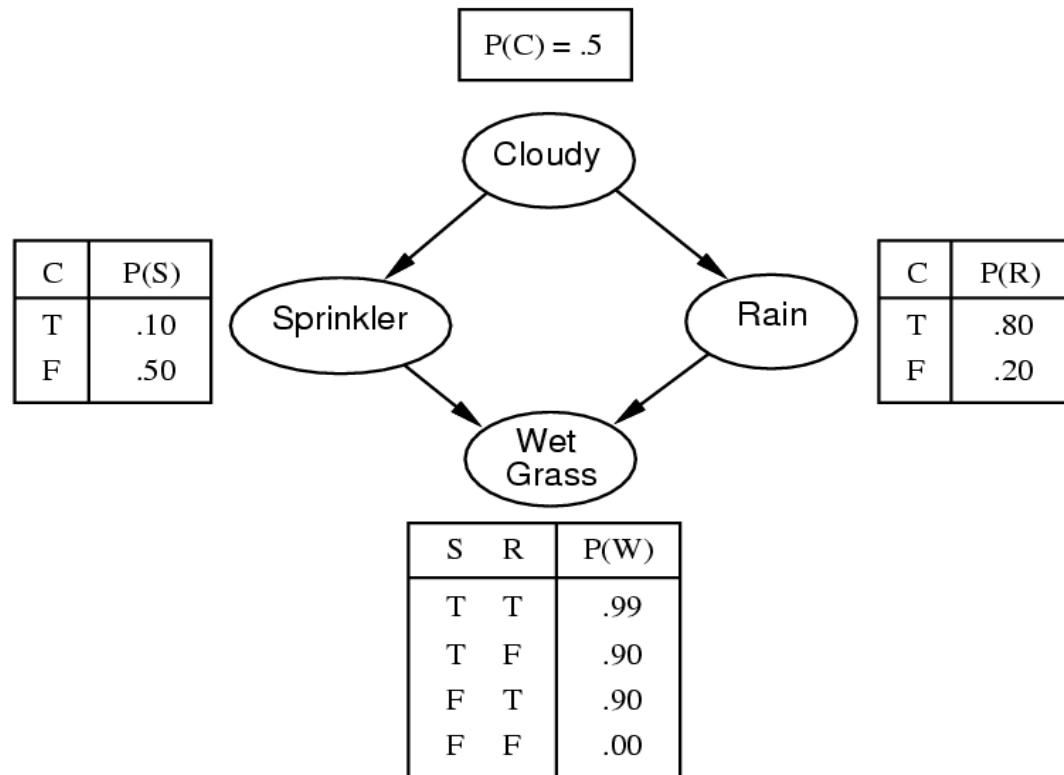 P(C) = .5
Cloudy
C P(S)
T .10
F .50
Sprinkler
Rain
C P(R)
T .80
F .20
Wet
Grass
S R P(W)
T T .99
T F .90
F T .90
F F .00